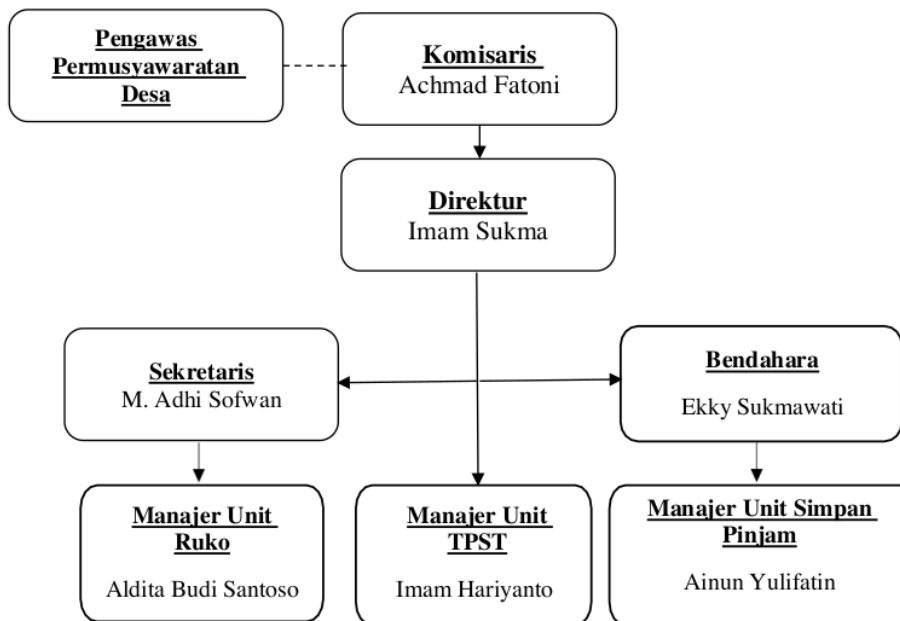 Pengawas
Permusyawaratan
Desa
Komisaris
Achmad Fatoni
Direktur
Imam Sukma
Sekretaris
M. Adhi Sofwan
Bendahara
Ekky Sukmawati
Manajer Unit
Ruko
Aldita Budi Santoso
Manajer Unit
TPST
Imam Hariyanto
Manajer Unit Simpan
Pinjam
Ainun Yulifatin